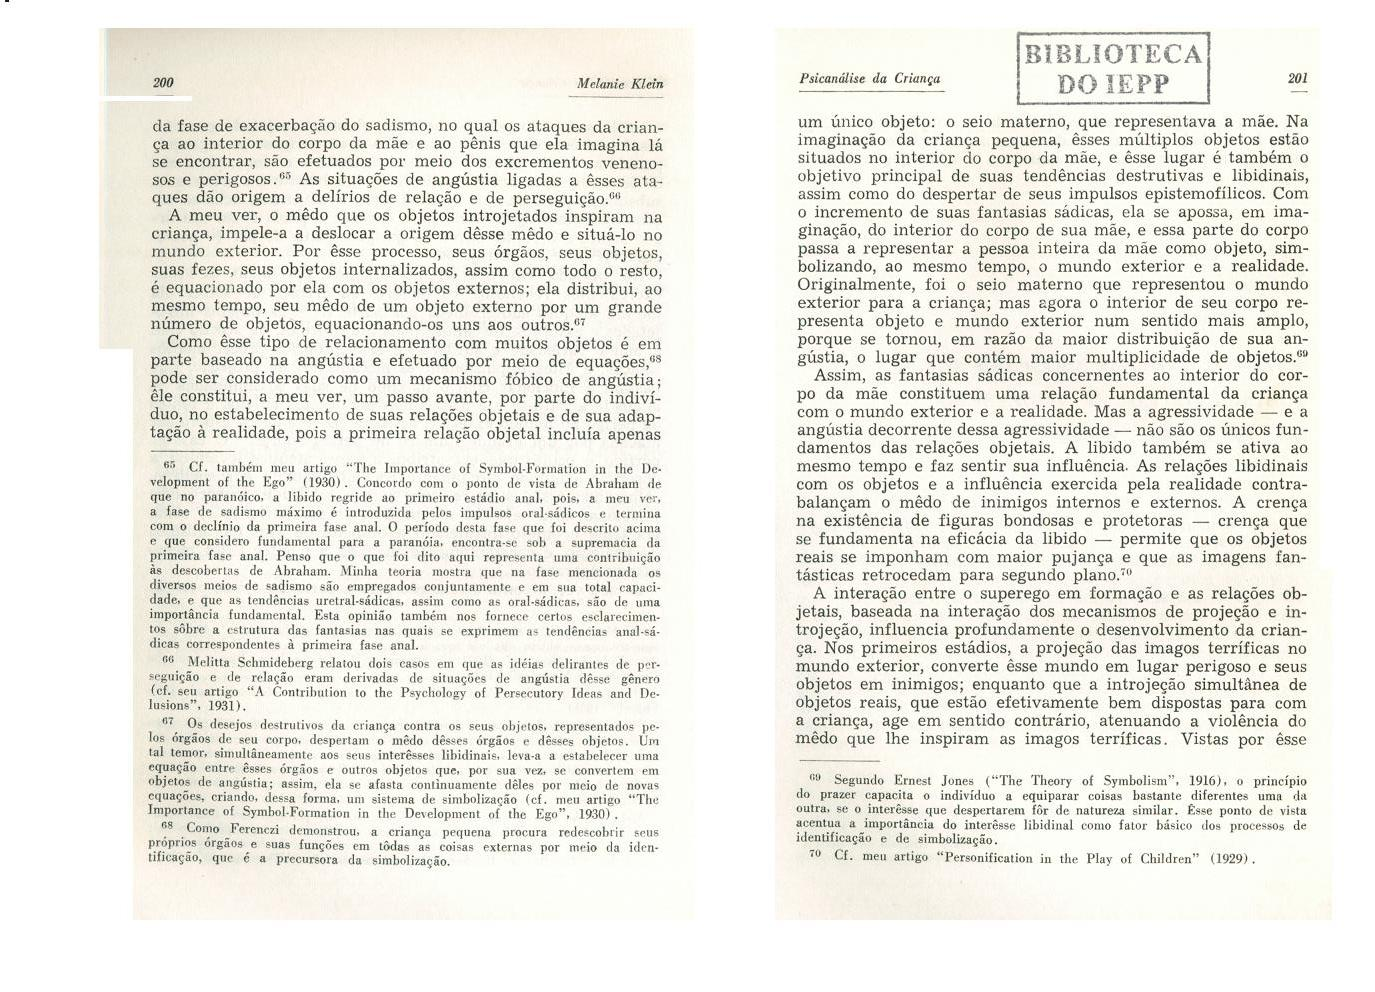 200
Melanie Klein
da fase de exacerbação do sadismo, no qual os ataques da crian-
ça ao interior do corpo da mãe e ao pênis que ela imagina lá
se encontrar, são efetuados por meio dos excrementos veneno-
sos e perigosos.⁶⁵ As situações de angústia ligadas a êsses ata-
ques dão origem a delírios de relação e de perseguição.⁶⁶
A meu ver, o mêdo que os objetos introjetados inspiram na
criança, impele-a a deslocar a origem dêsse mêdo e situá-lo no
mundo exterior. Por êsse processo, seus órgãos, seus objetos,
suas fezes, seus objetos internalizados, assim como todo o resto,
é equacionado por ela com os objetos externos; ela distribui, ao
mesmo tempo, seu mêdo de um objeto externo por um grande
número de objetos, equacionando-os uns aos outros.⁶⁷
Como êsse tipo de relacionamento com muitos objetos é em
parte baseado na angústia e efetuado por meio de equações,⁶⁸
pode ser considerado como um mecanismo fóbico de angústia;
êle constitui, a meu ver, um passo avante, por parte do indiví-
duo, no estabelecimento de suas relações objetais e de sua adap-
tação à realidade, pois a primeira relação objetal incluía apenas
⁶⁵ Cf. também meu artigo “The Importance of Symbol-Formation in the De-
velopment of the Ego” (1930). Concordo com o ponto de vista de Abraham de
que no paranóico, a libido regride ao primeiro estádio anal, pois, a meu ver,
a fase de sadismo máximo é introduzida pelos impulsos oral-sádicos e termina
com o declínio da primeira fase anal. O período desta fase que foi descrito acima
e que considero fundamental para a paranóia, encontra-se sob a supremacia da
primeira fase anal. Penso que o que foi dito aqui representa uma contribuição
às descobertas de Abraham. Minha teoria mostra que na fase mencionada os
diversos meios de sadismo são empregados conjuntamente e em sua total capaci-
dade, e que as tendências uretral-sádicas, assim como as oral-sádicas, são de uma
importância fundamental. Esta opinião também nos fornece certos esclarecimen-
tos sôbre a estrutura das fantasias nas quais se exprimem as tendências anal-sá-
dicas correspondentes à primeira fase anal.
⁶⁶ Melitta Schmideberg relatou dois casos em que as idéias delirantes de per-
seguição e de relação eram derivadas de situações de angústia dêsse gênero
(cf. seu artigo “A Contribution to the Psychology of Persecutory Ideas and De-
lusions”, 1931).
⁶⁷ Os desejos destrutivos da criança contra os seus objetos, representados pe-
los órgãos de seu corpo, despertam o mêdo dêsses órgãos e dêsses objetos. Um
tal temor, simultâneamente aos seus interêsses libidinais, leva-a a estabelecer uma
equação entre êsses órgãos e outros objetos que, por sua vez, se convertem em
objetos de angústia; assim, ela se afasta continuamente dêles por meio de novas
equações, criando, dessa forma, um sistema de simbolização (cf. meu artigo “The
Importance of Symbol-Formation in the Development of the Ego”, 1930).
⁶⁸ Como Ferenczi demonstrou, a criança pequena procura redescobrir seus
próprios órgãos e suas funções em tôdas as coisas externas por meio da iden-
tificação, que é a precursora da simbolização.
Psicanálise da Criança
BIBLIOTECA
DO IEPP
201
um único objeto: o seio materno, que representava a mãe. Na
imaginação da criança pequena, êsses múltiplos objetos estão
situados no interior do corpo da mãe, e êsse lugar é também o
objetivo principal de suas tendências destrutivas e libidinais,
assim como do despertar de seus impulsos epistemofílicos. Com
o incremento de suas fantasias sádicas, ela se apossa, em ima-
ginação, do interior do corpo de sua mãe, e essa parte do corpo
passa a representar a pessoa inteira da mãe como objeto, sim-
bolizando, ao mesmo tempo, o mundo exterior e a realidade.
Originalmente, foi o seio materno que representou o mundo
exterior para a criança; mas agora o interior de seu corpo re-
presenta objeto e mundo exterior num sentido mais amplo,
porque se tornou, em razão da maior distribuição de sua an-
gústia, o lugar que contém maior multiplicidade de objetos.⁶⁹
Assim, as fantasias sádicas concernentes ao interior do cor-
po da mãe constituem uma relação fundamental da criança
com o mundo exterior e a realidade. Mas a agressividade — e a
angústia decorrente dessa agressividade — não são os únicos fun-
damentos das relações objetais. A libido também se ativa ao
mesmo tempo e faz sentir sua influência. As relações libidinais
com os objetos e a influência exercida pela realidade contra-
balançam o mêdo de inimigos internos e externos. A crença
na existência de figuras bondosas e protetoras — crença que
se fundamenta na eficácia da libido — permite que os objetos
reais se imponham com maior pujança e que as imagens fan-
tásticas retrocedam para segundo plano.⁷⁰
A interação entre o superego em formação e as relações ob-
jetais, baseada na interação dos mecanismos de projeção e in-
trojeção, influencia profundamente o desenvolvimento da crian-
ça. Nos primeiros estádios, a projeção das imagos terríficas no
mundo exterior, converte êsse mundo em lugar perigoso e seus
objetos em inimigos; enquanto que a introjeção simultânea de
objetos reais, que estão efetivamente bem dispostas para com
a criança, age em sentido contrário, atenuando a violência do
mêdo que lhe inspiram as imagos terríficas. Vistas por êsse
⁶⁹ Segundo Ernest Jones (“The Theory of Symbolism”, 1916), o princípio
do prazer capacita o indivíduo a equiparar coisas bastante diferentes uma da
outra, se o interêsse que despertarem fôr de natureza similar. Êsse ponto de vista
acentua a importância do interêsse libidinal como fator básico dos processos de
identificação e de simbolização.
⁷⁰ Cf. meu artigo “Personification in the Play of Children” (1929).